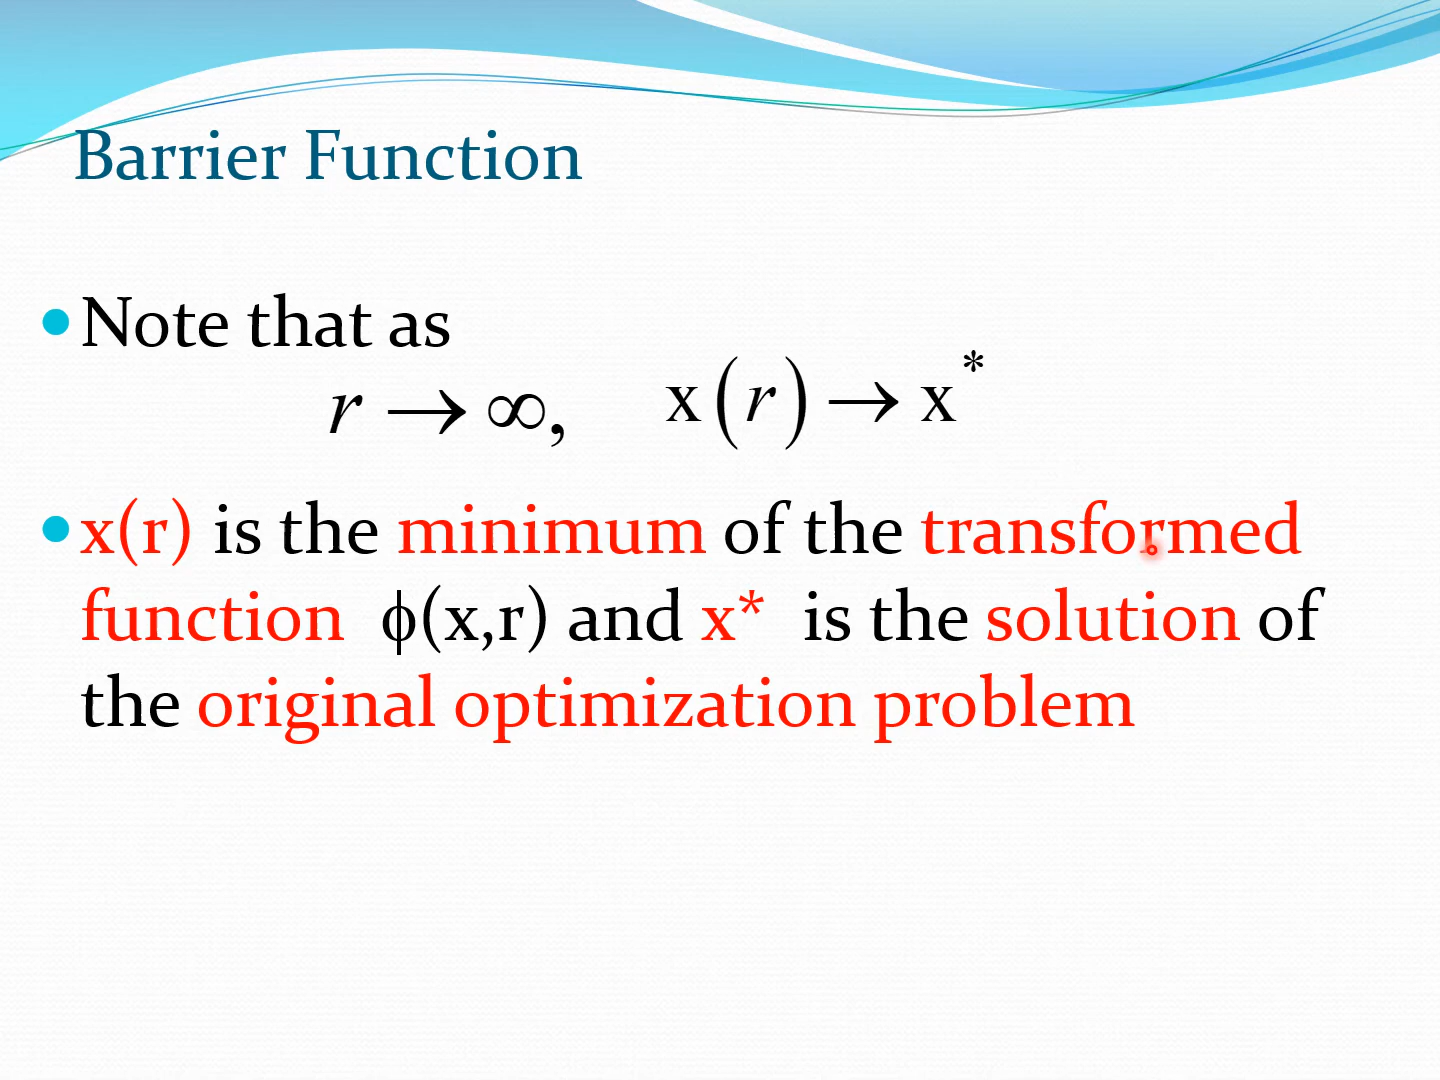 Barrier Function
Note that as
r → ∞, x(r) → x*
x(r) is the minimum of the transformed
function ϕ(x,r) and x* is the solution of
the original optimization problem